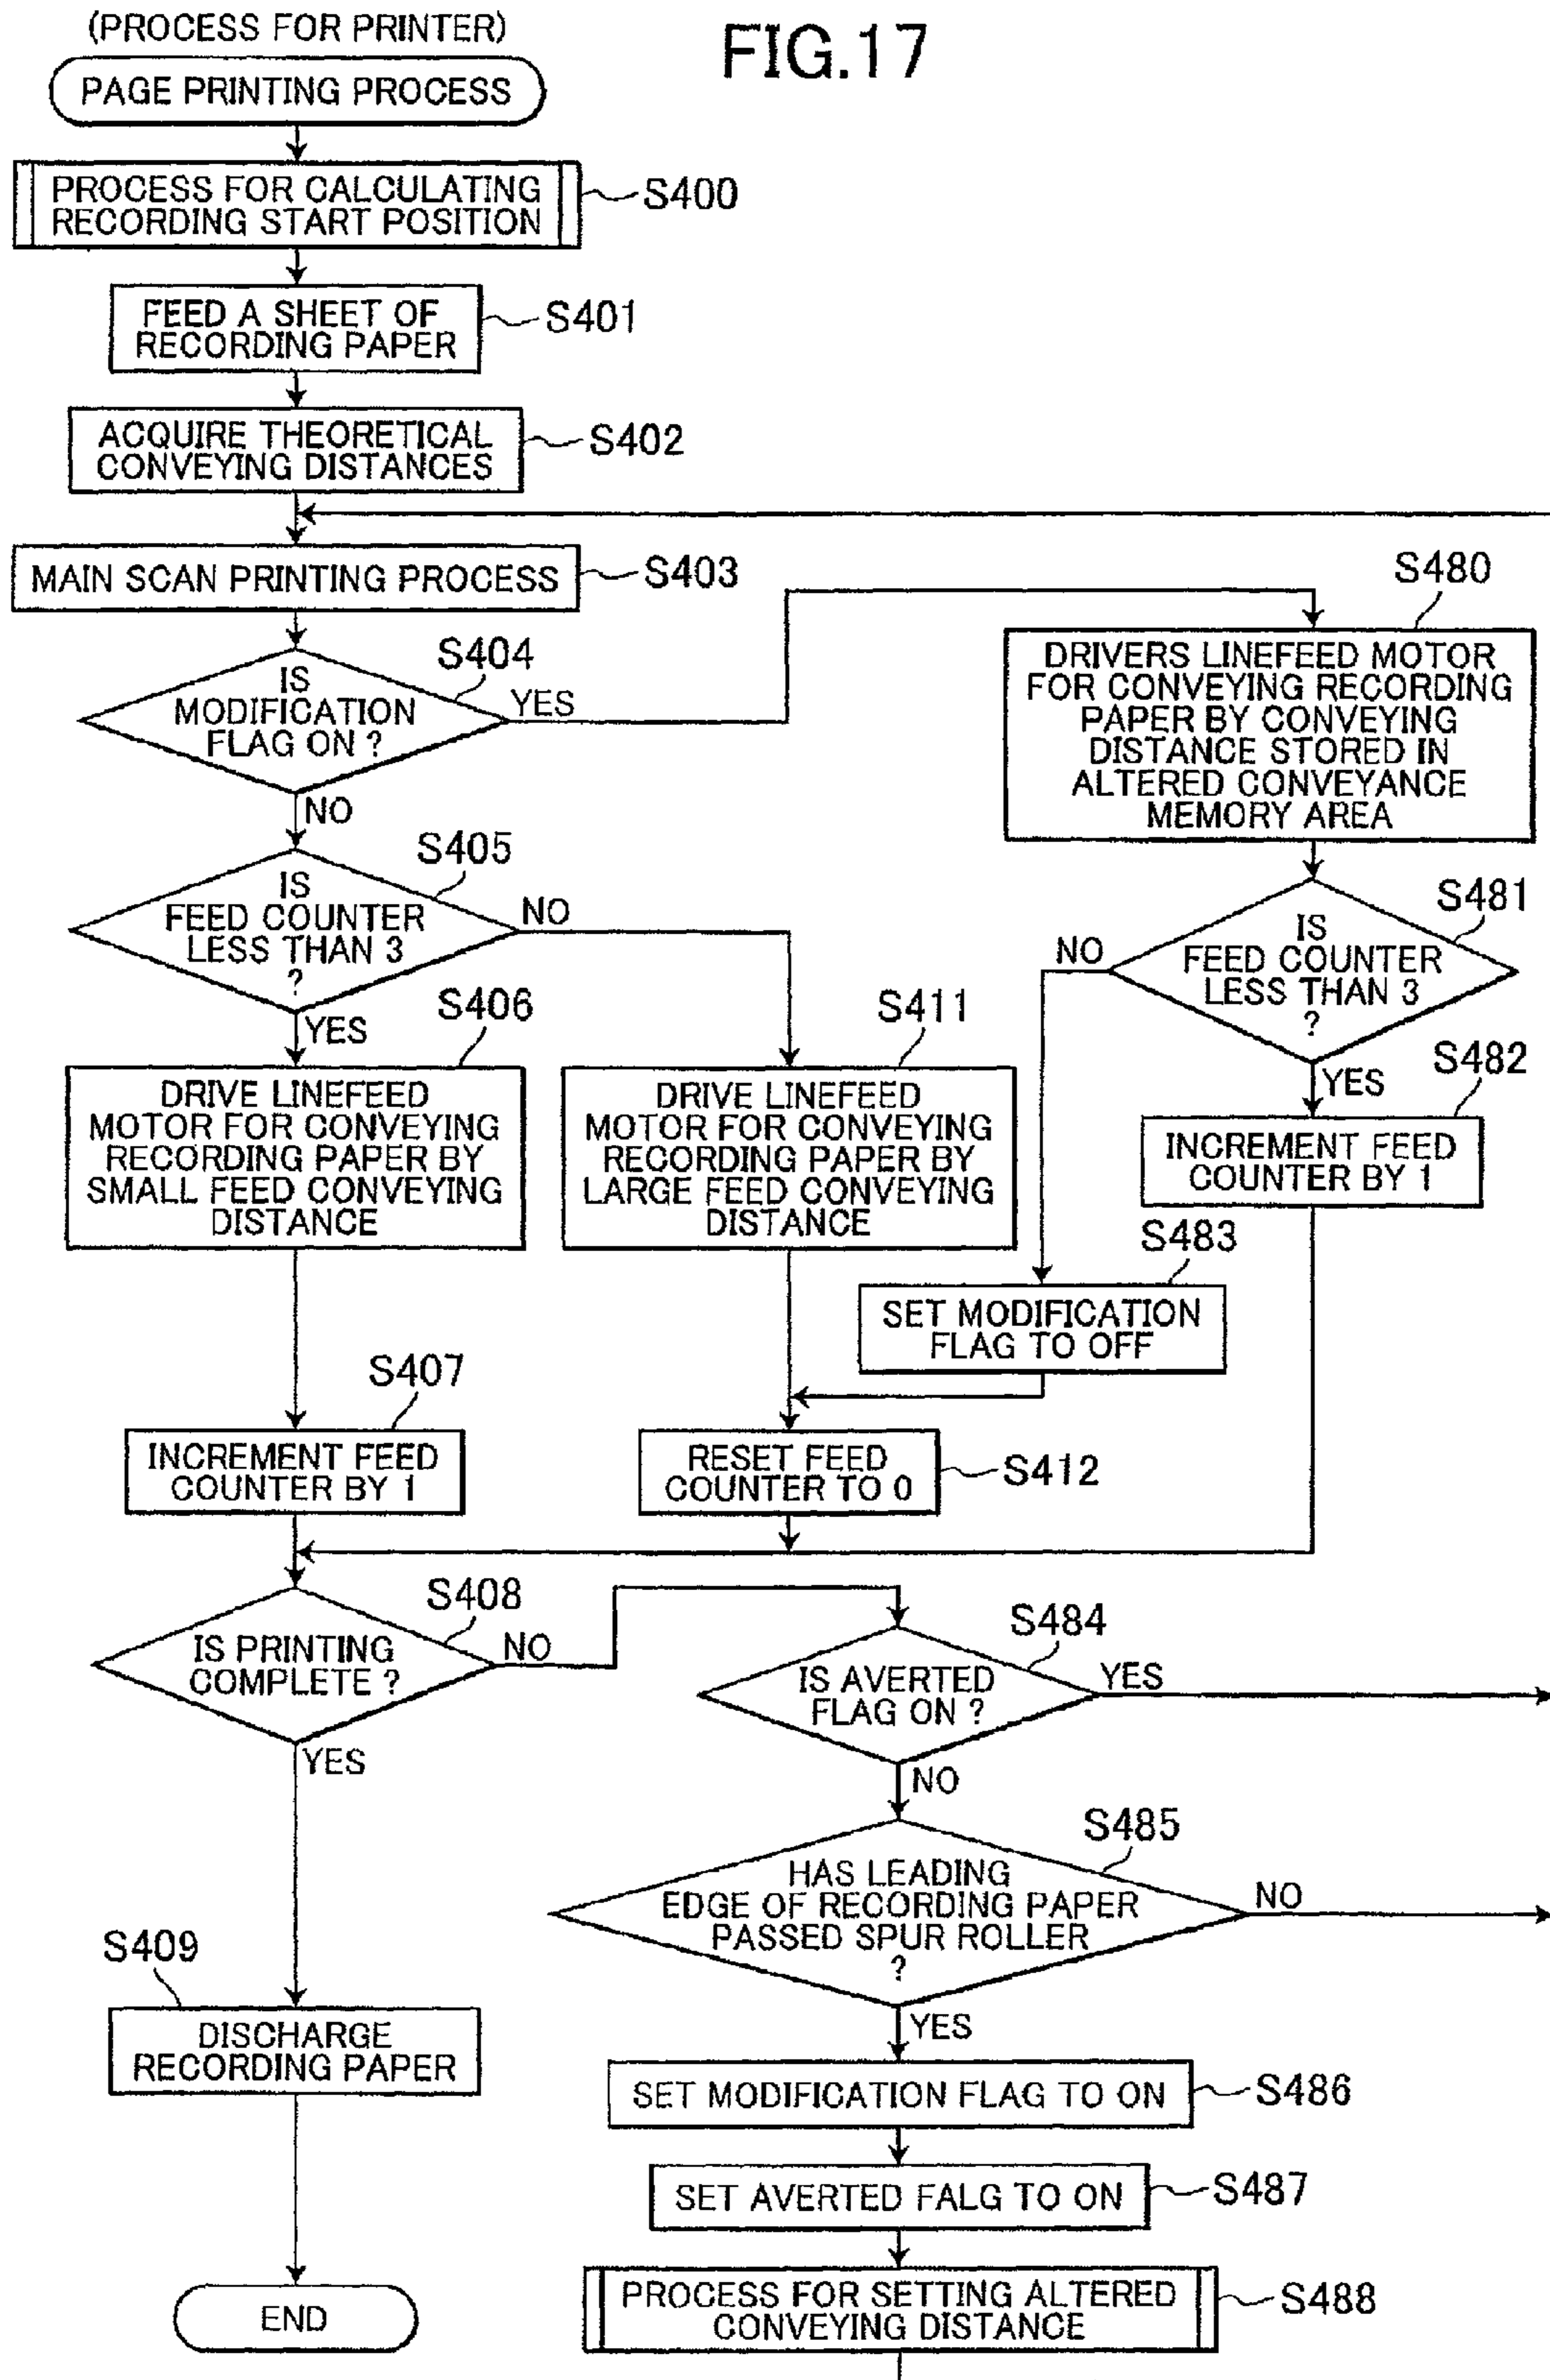 (PROCESS FOR PRINTER)
FIG.17
PAGE PRINTING PROCESS
PROCESS FOR CALCULATING
RECORDING START POSITION
S400
FEED A SHEET OF
RECORDING PAPER
S401
ACQUIRE THEORETICAL
CONVEYING DISTANCES
S402
MAIN SCAN PRINTING PROCESS
S403
IS
MODIFICATION
FLAG ON ?
S404
YES
NO
S480
DRIVERS LINEFEED MOTOR
FOR CONVEYING RECORDING
PAPER BY CONVEYING
DISTANCE STORED IN
ALTERED CONVEYANCE
MEMORY AREA
S405
IS
FEED COUNTER
LESS THAN 3
?
NO
YES
S481
IS
FEED COUNTER
LESS THAN 3
?
NO
YES
S406
DRIVE LINEFEED
MOTOR FOR CONVEYING
RECORDING PAPER BY
SMALL FEED CONVEYING
DISTANCE
S411
DRIVE LINEFEED
MOTOR FOR CONVEYING
RECORDING PAPER BY
LARGE FEED CONVEYING
DISTANCE
S482
INCREMENT FEED
COUNTER BY 1
S483
SET MODIFICATION
FLAG TO OFF
S407
INCREMENT FEED
COUNTER BY 1
RESET FEED
COUNTER TO 0
S412
S408
IS PRINTING
COMPLETE ?
NO
YES
S484
IS AVERTED
FLAG ON ?
YES
NO
S485
HAS LEADING
EDGE OF RECORDING PAPER
PASSED SPUR ROLLER
?
NO
YES
S409
DISCHARGE
RECORDING PAPER
SET MODIFICATION FLAG TO ON
S486
SET AVERTED FALG TO ON
S487
PROCESS FOR SETTING ALTERED
CONVEYING DISTANCE
S488
END